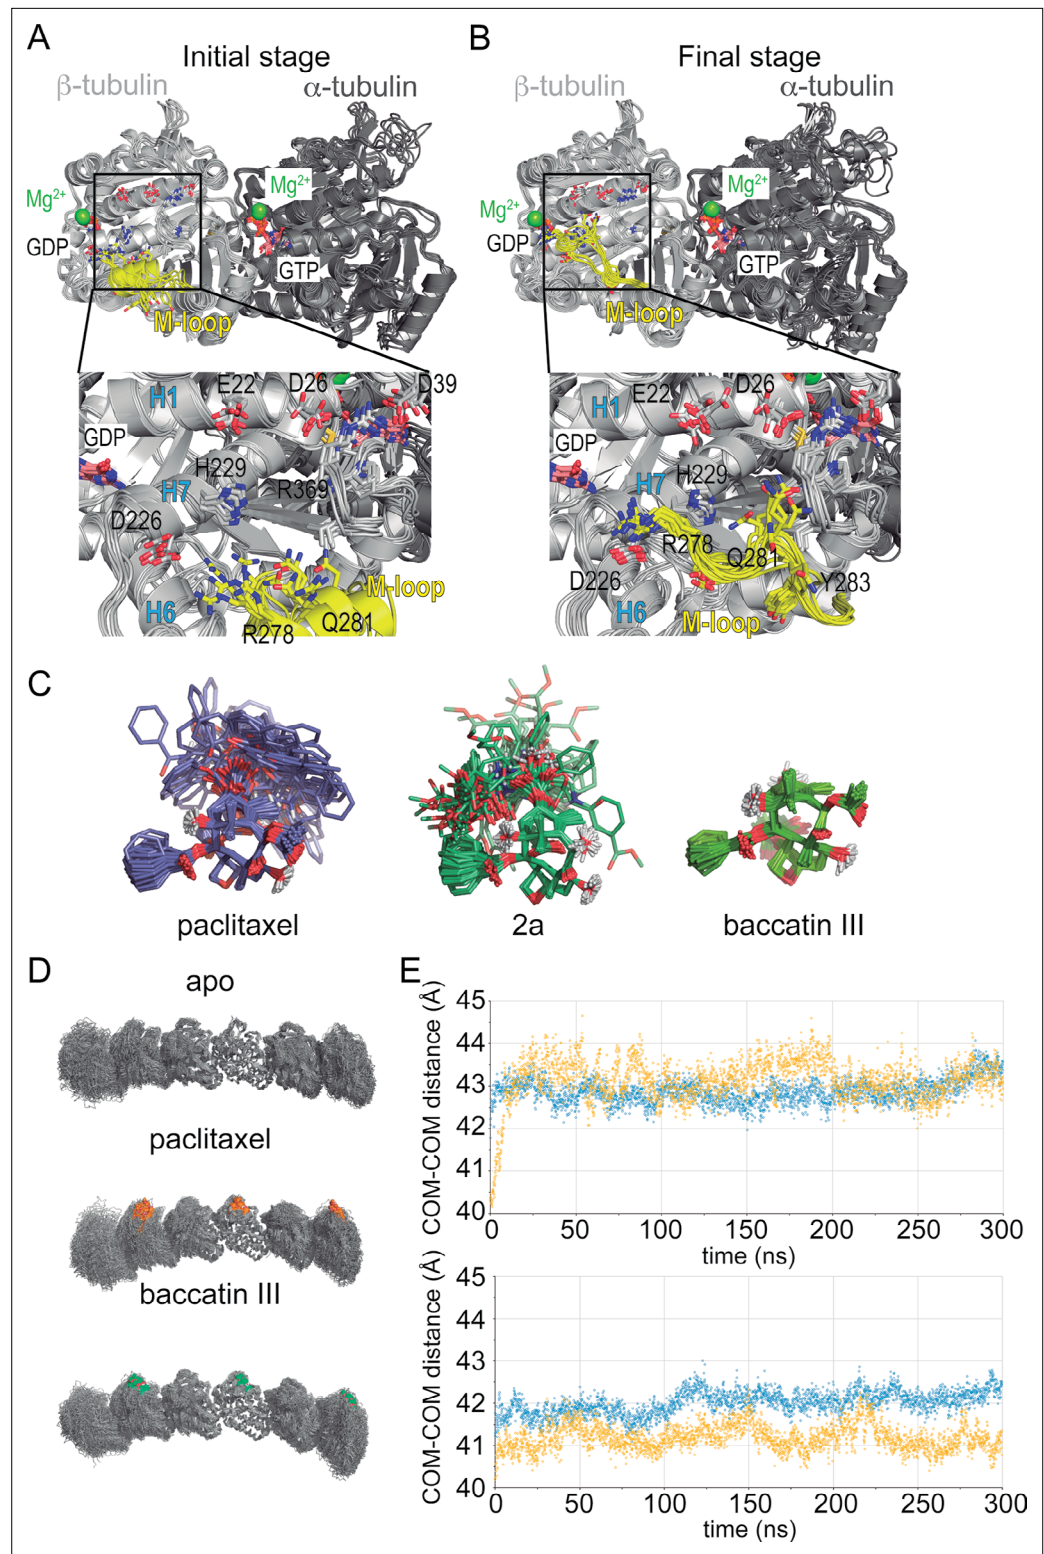 A
B
Initial stage
Final stage
β-tubulin
α-tubulin
β-tubulin
α-tubulin
Mg2+
Mg2+
GDP
GTP
M-loop
Mg2+
Mg2+
GDP
GTP
M-loop
H1
E22
D26
D39
GDP
H229
H7
R369
D226
M-loop
H6
R278
Q281
H1
E22
D26
GDP
H229
H7
R278
Q281
D226
Y283
H6
M-loop
C
paclitaxel
2a
baccatin III
D
apo
paclitaxel
baccatin III
E
COM-COM distance (Å)
45
44
43
42
41
40
0
50
100
150
200
250
300
time (ns)
COM-COM distance (Å)
45
44
43
42
41
40
0
50
100
150
200
250
300
time (ns)